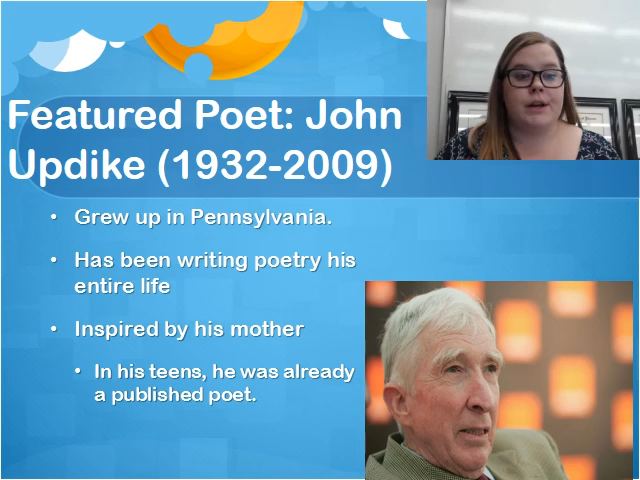 Featured Poet: John
Updike (1932-2009)
• Grew up in Pennsylvania.
• Has been writing poetry his
entire life
• Inspired by his mother
• In his teens, he was already
a published poet.